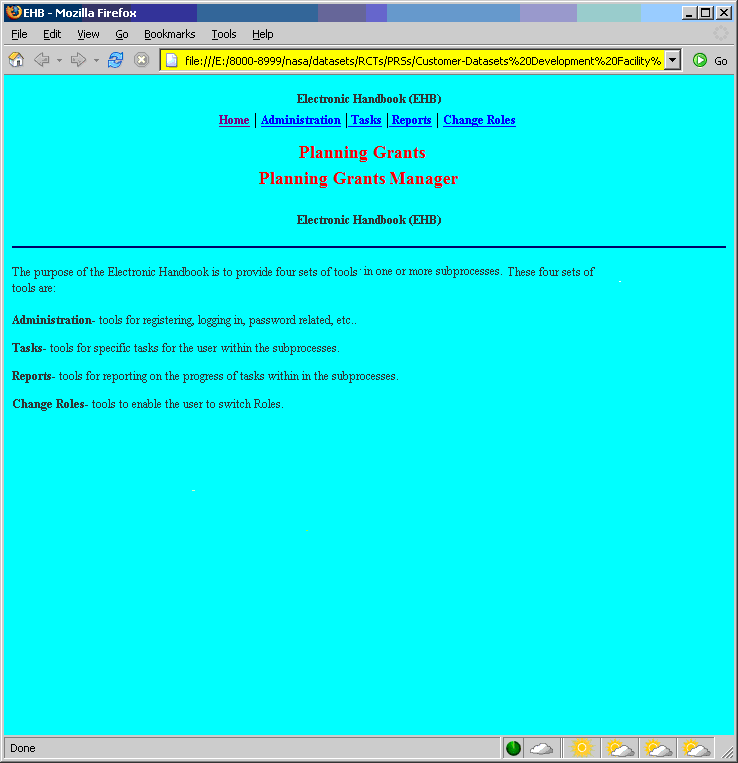 EHB - Mozilla Firefox
File Edit View Go Bookmarks Tools Help
file:///E:/8000-8999/nasa/datasets/RCTs/PRSs/Customer-Datasets%20Development%20Facility% Go
Electronic Handbook (EHB)
Home | Administration | Tasks | Reports | Change Roles
Planning Grants
Planning Grants Manager
Electronic Handbook (EHB)
The purpose of the Electronic Handbook is to provide four sets of tools in one or more subprocesses. These four sets of
tools are:
Administration- tools for registering, logging in, password related, etc..
Tasks- tools for specific tasks for the user within the subprocesses.
Reports- tools for reporting on the progress of tasks within in the subprocesses.
Change Roles- tools to enable the user to switch Roles.
Done